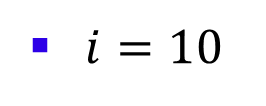 ▪ 𝑖 = 10